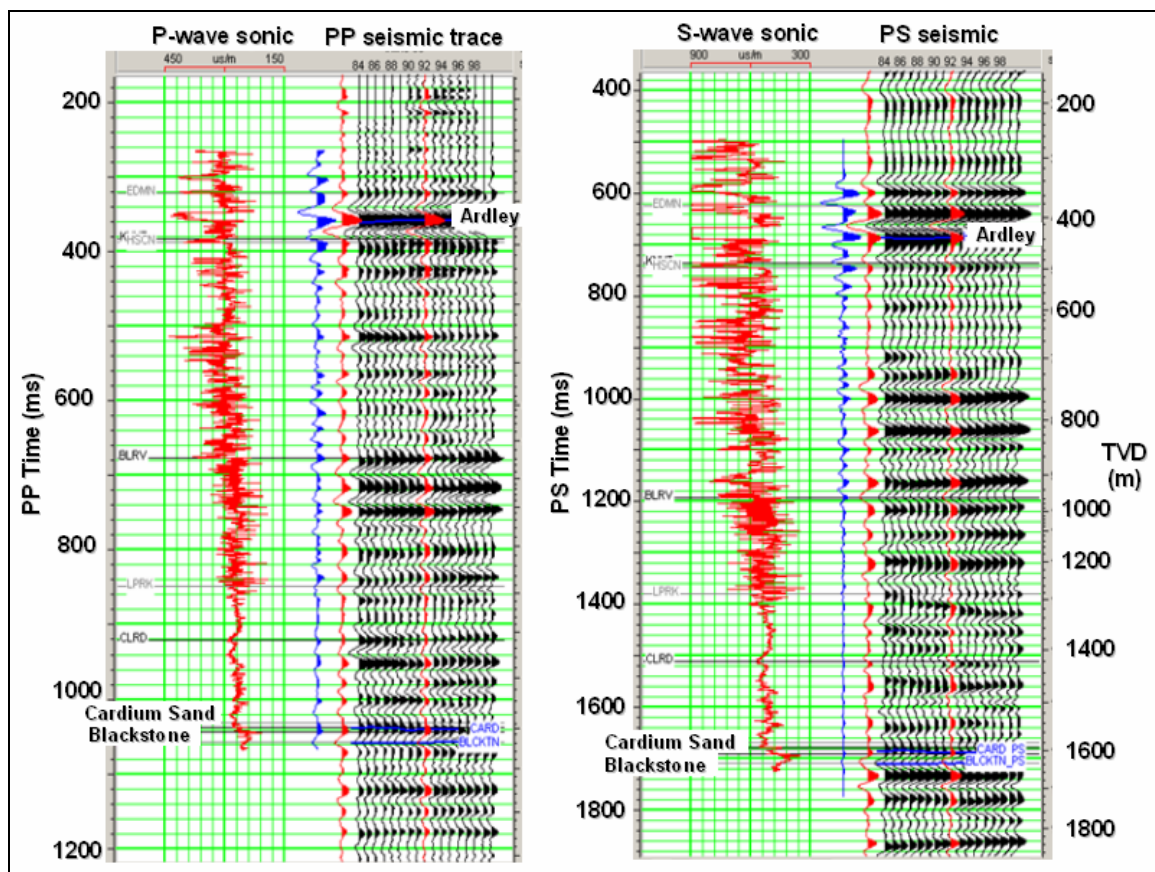 P-wave sonic
PP seismic trace
450 us/m 150
84 86 88 90 92 94 96 98
PP Time (ms)
200
400
600
800
1000
1200
EDMN
HSCN
BLRV
LPRK
CLRD
Ardley
Cardium Sand
Blackstone
CARD
BLCKTN
S-wave sonic
PS seismic
900 us/m 300
84 86 88 90 92 94 96 98
PS Time (ms)
400
600
800
1000
1200
1400
1600
1800
EDMN
HSCN
BLRV
LPRK
CLRD
Ardley
Cardium Sand
Blackstone
CARD_PS
BLCKTN_PS
200
400
600
800
TVD
(m)
1000
1200
1400
1600
1800